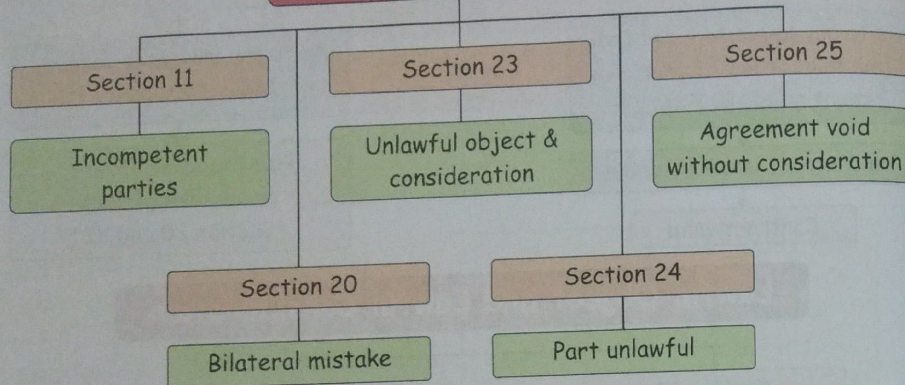 Section 11
Incompetent
parties
Section 20
Bilateral mistake
Section 23
Unlawful object &
consideration
Section 24
Part unlawful
Section 25
Agreement void
without consideration